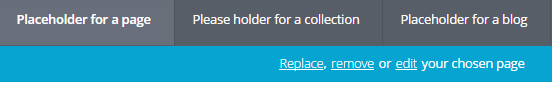 Placeholder for a page Please holder for a collection Placeholder for a blog
Replace, remove or edit your chosen page